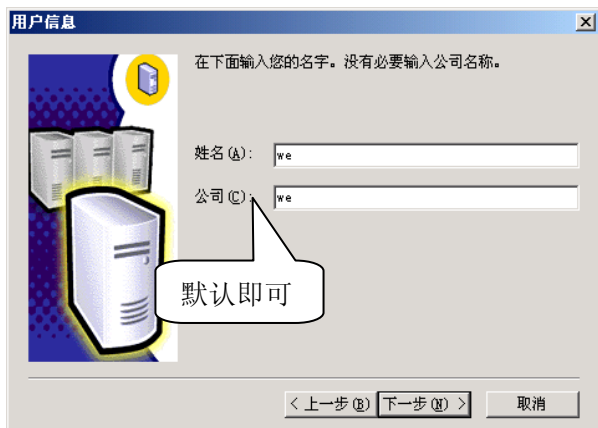 用户信息
在下面输入您的名字。没有必要输入公司名称。
姓名(A): we
公司(C): we
默认即可
< 上一步(B) 下一步(N) > 取消